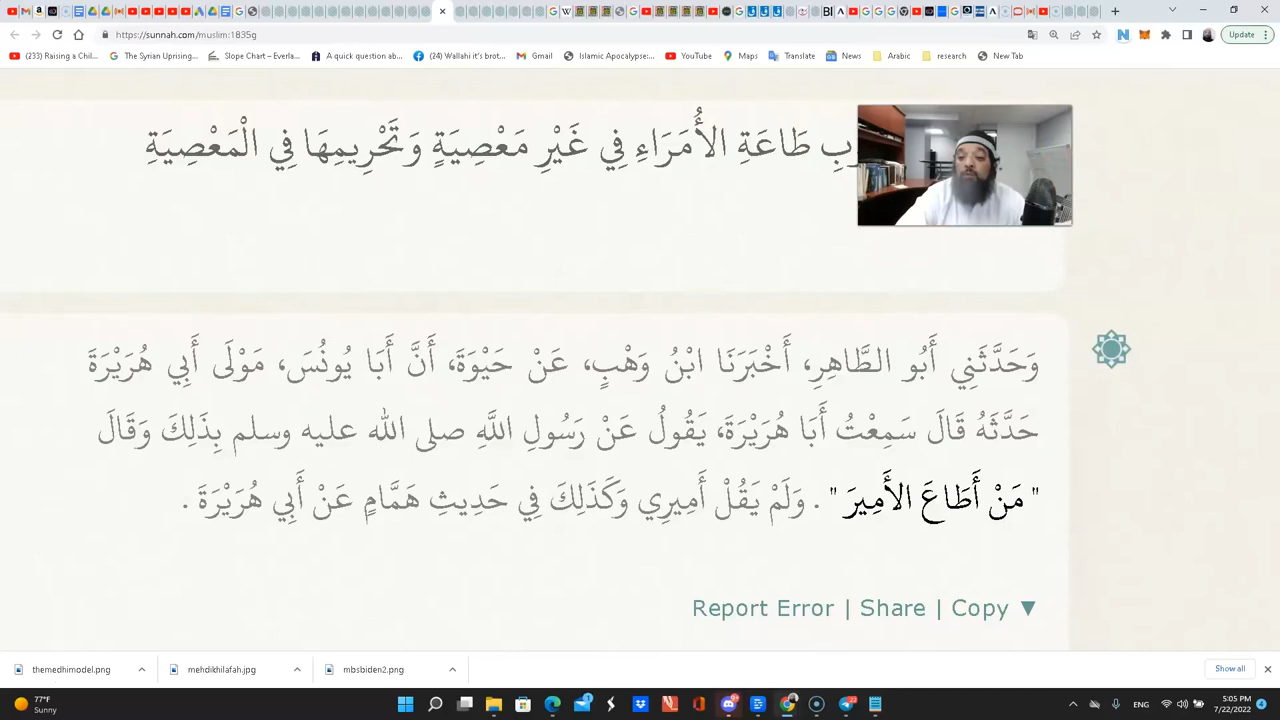 https://sunnah.com/muslim:1835g
Update
(233) Raising a Chil...
The Syrian Uprising...
Slope Chart – Everla...
A quick question ab...
(24) Wallahi it's brot...
Gmail
Islamic Apocalypse:...
YouTube
Maps
Translate
News
Arabic
research
New Tab
طَاعَةِ الأُمَرَاءِ فِي غَيْرِ مَعْصِيَةٍ وَتَحْرِيمِهَا فِي الْمَعْصِيَةِ
وَحَدَّثَنِي أَبُو الطَّاهِرِ، أَخْبَرَنَا ابْنُ وَهْبٍ، عَنْ حَيْوَةَ، أَنَّ أَبَا يُونُسَ، مَوْلَى أَبِي هُرَيْرَةَ
حَدَّثَهُ قَالَ سَمِعْتُ أَبَا هُرَيْرَةَ، يَقُولُ عَنْ رَسُولِ اللَّهِ صلى الله عليه وسلم بِذَلِكَ وَقَالَ
" مَنْ أَطَاعَ الأَمِيرَ " . وَلَمْ يَقُلْ أَمِيرِي وَكَذَلِكَ فِي حَدِيثِ هَمَّامٍ عَنْ أَبِي هُرَيْرَةَ .
Report Error | Share | Copy ▼
themedhimodel.png
mehdikhilafah.jpg
mbsbiden2.png
Show all
77°F
Sunny
ENG
5:05 PM
7/22/2022